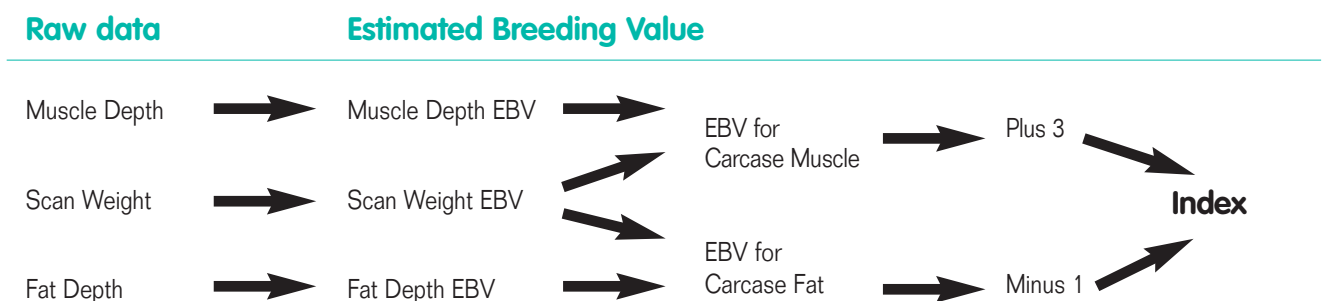 Raw data Estimated Breeding Value
Muscle Depth Muscle Depth EBV
EBV for
Carcase Muscle
Plus 3
Scan Weight Scan Weight EBV
Index
EBV for
Carcase Fat
Fat Depth Fat Depth EBV
Minus 1